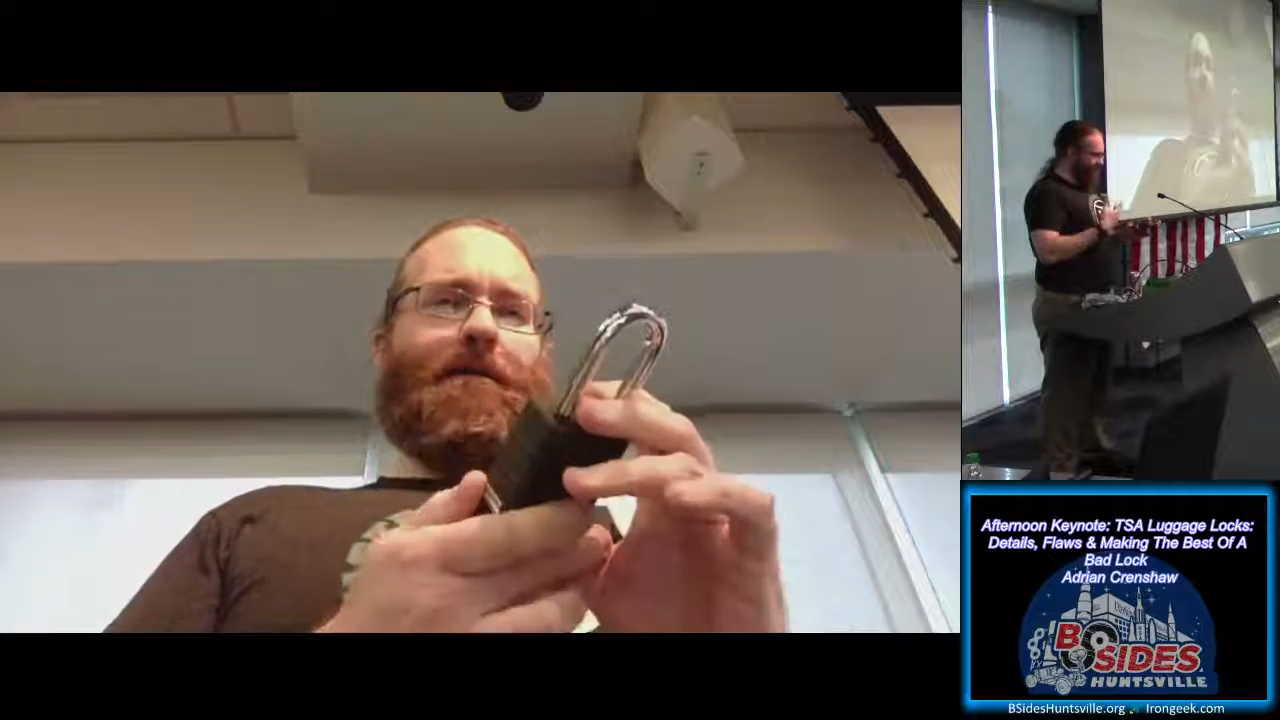 Afternoon Keynote: TSA Luggage Locks:
Details, Flaws & Making The Best Of A
Bad Lock
Adrian Crenshaw
BSIDES
HUNTSVILLE
BSidesHuntsville.org
Irongeek.com